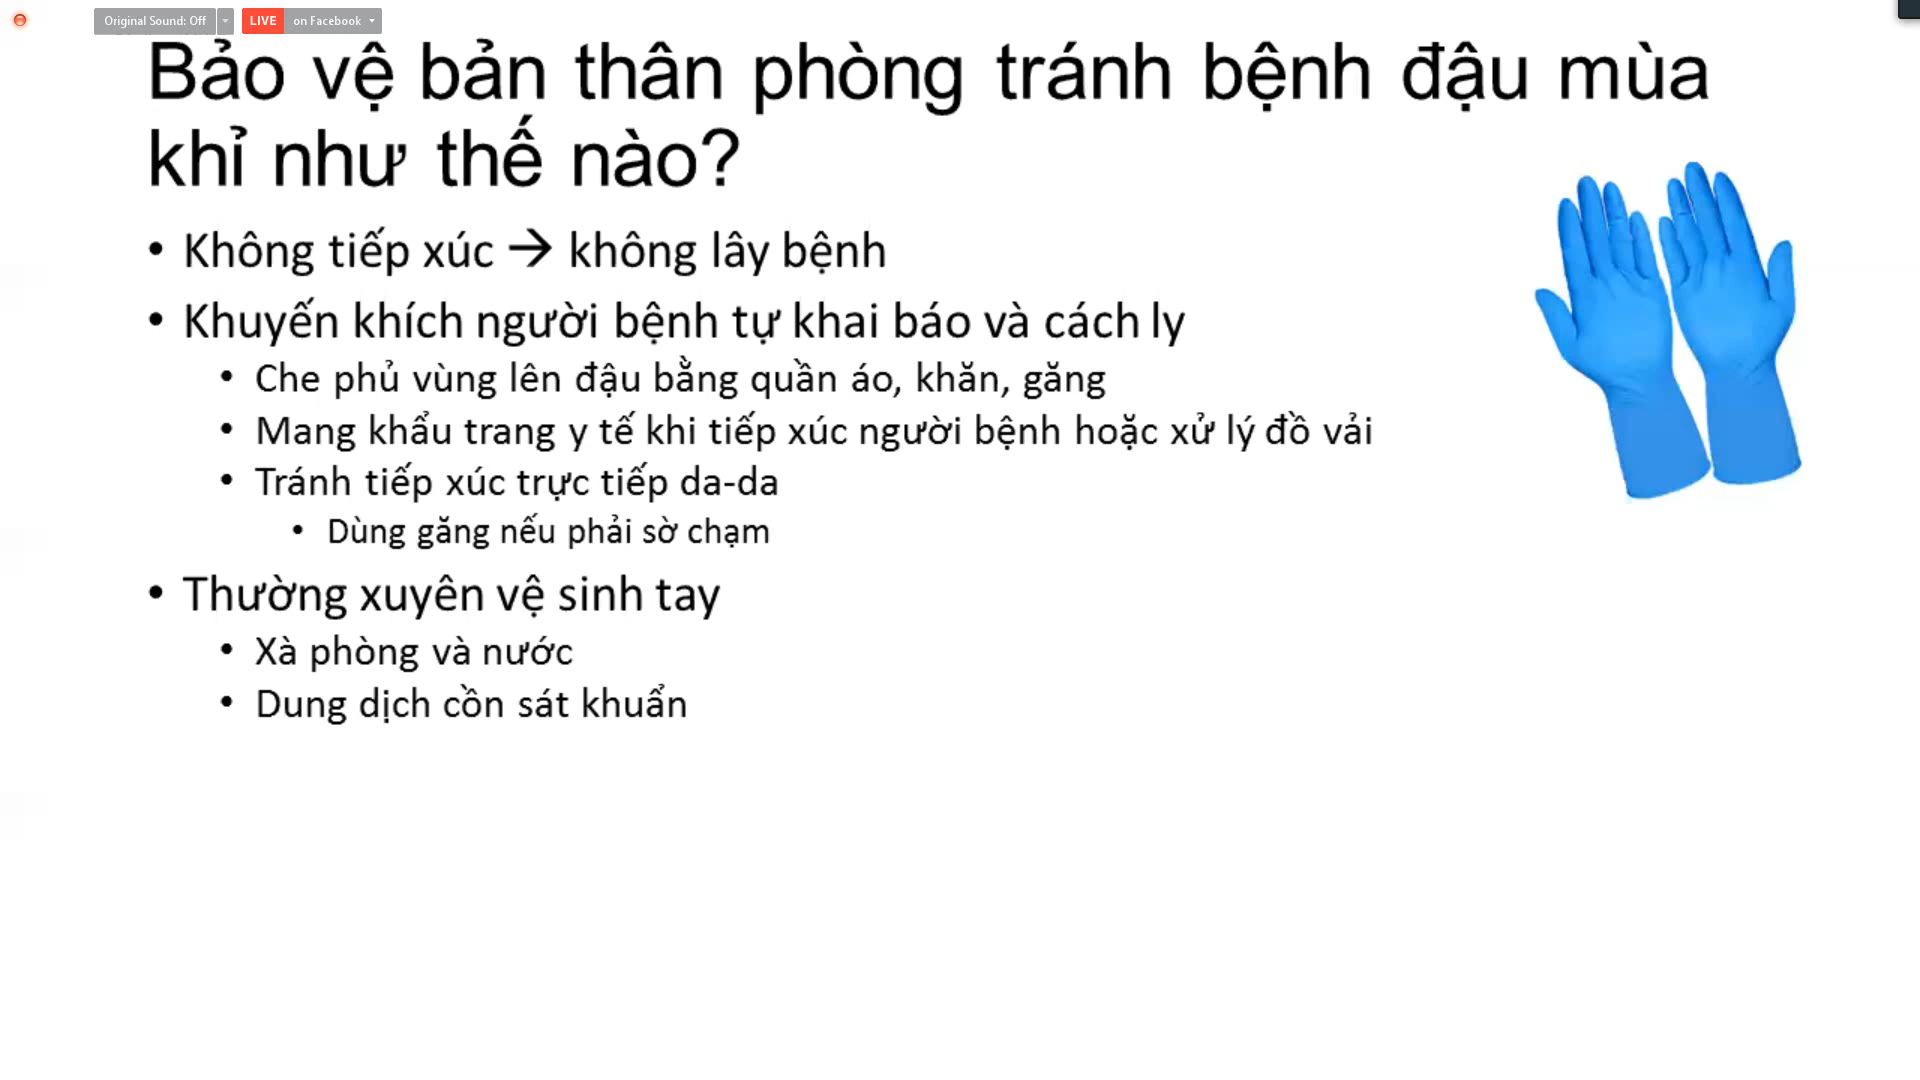 Original Sound: Off
LIVE on Facebook
Bảo vệ bản thân phòng tránh bệnh đậu mùa
khỉ như thế nào?
• Không tiếp xúc → không lây bệnh
• Khuyến khích người bệnh tự khai báo và cách ly
• Che phủ vùng lên đậu bằng quần áo, khăn, găng
• Mang khẩu trang y tế khi tiếp xúc người bệnh hoặc xử lý đồ vải
• Tránh tiếp xúc trực tiếp da-da
• Dùng găng nếu phải sờ chạm
• Thường xuyên vệ sinh tay
• Xà phòng và nước
• Dung dịch cồn sát khuẩn